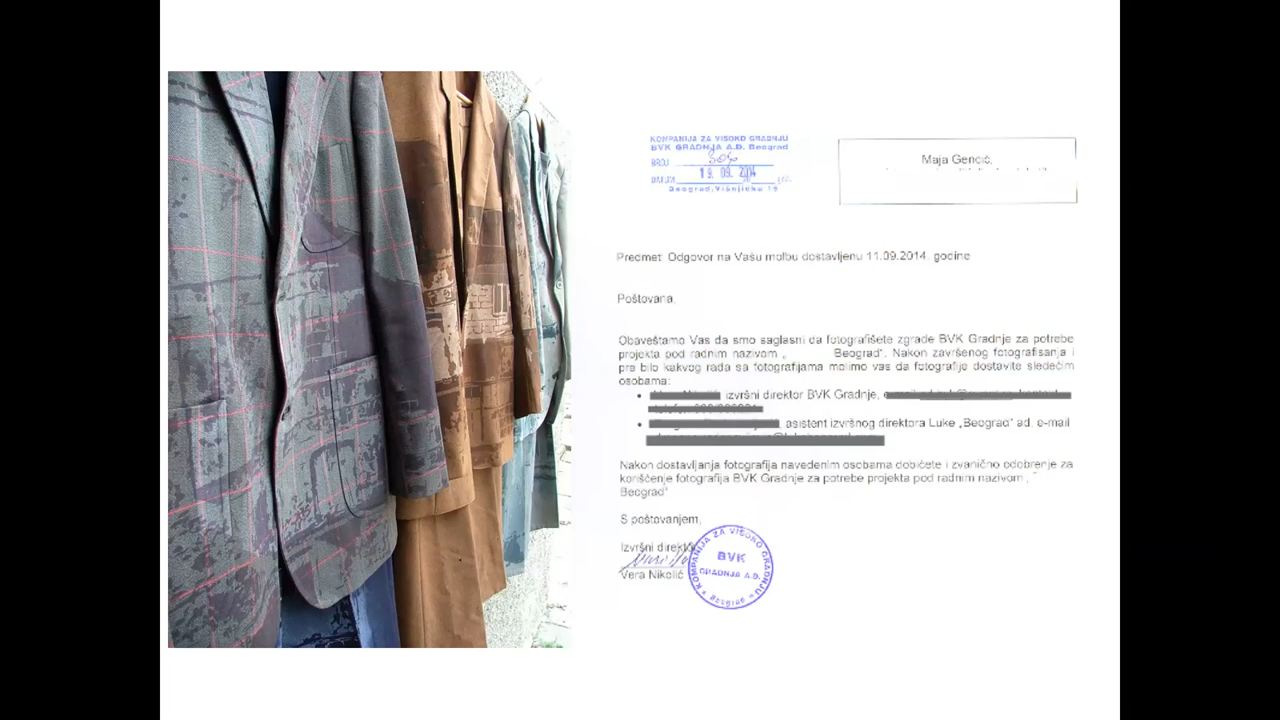 KOMPANIJA ZA VISOKO GRADNJU
BVK GRADNJA A.D. Beograd
BROJ
DATUM 19. 09. 2014
Beograd, Višnjička 16
Maja Gencić,
Predmet: Odgovor na Vašu molbu dostavljenu 11.09.2014. godine
Poštovana,
Obaveštamo Vas da smo saglasni da fotografišete zgrade BVK Gradnje za potrebe
projekta pod radnim nazivom „ Beograd“. Nakon završenog fotografisanja i
pre bilo kakvog rada sa fotografijama molimo vas da fotografije dostavite sledećim
osobama:
• izvršni direktor BVK Gradnje,
• , asistent izvršnog direktora Luke „Beograd“ ad, e-mail
Nakon dostavljanja fotografija navedenim osobama dobićete i zvanično odobrenje za
korišćenje fotografija BVK Gradnje za potrebe projekta pod radnim nazivom „
Beograd“
S poštovanjem,
Izvršni direktor
Vera Nikolić
KOMPANIJA ZA VISOKO GRADNJU
BVK
GRADNJA A.D.